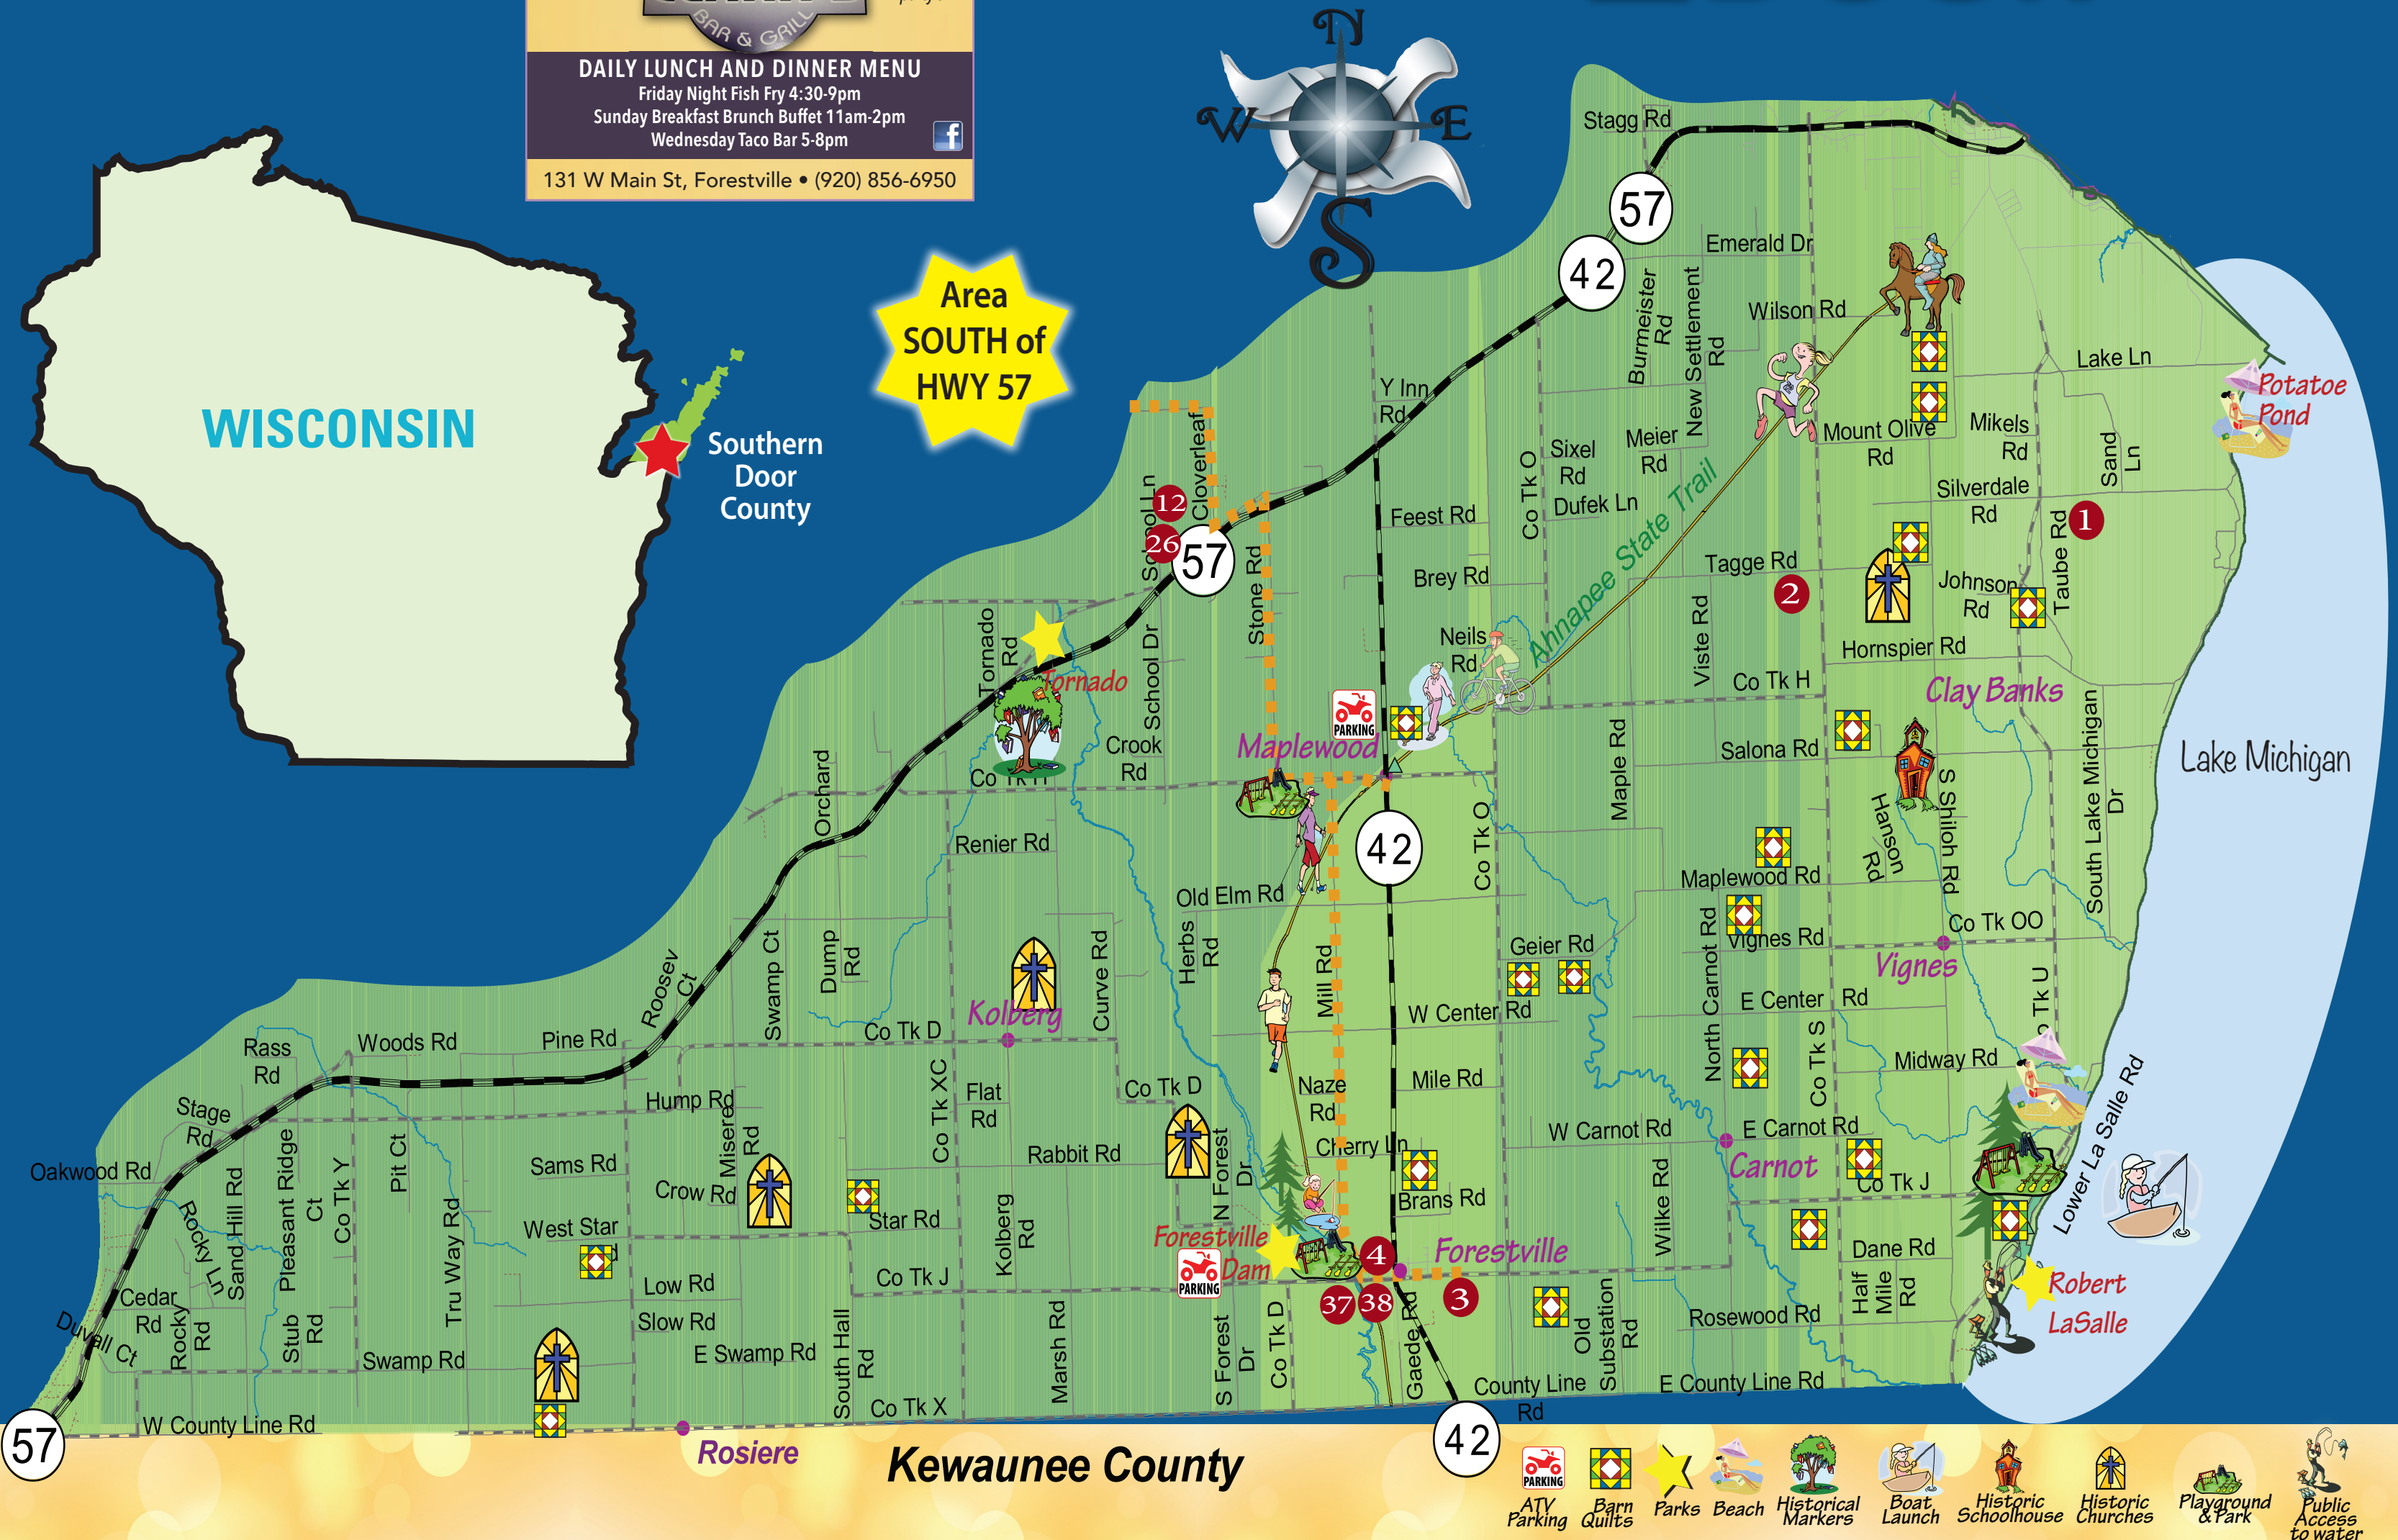 BAR & GRILL
DAILY LUNCH AND DINNER MENU
Friday Night Fish Fry 4:30-9pm
Sunday Breakfast Brunch Buffet 11am-2pm
Wednesday Taco Bar 5-8pm
131 W Main St, Forestville • (920) 856-6950
N
W
E
S
WISCONSIN
Southern
Door
County
Area
SOUTH of
HWY 57
Stagg Rd
57
42
Emerald Dr
Burmeister
Rd
New Settlement
Rd
Wilson Rd
Lake Ln
Potatoe
Pond
Y Inn
Rd
Mount Olive
Rd
Mikels
Rd
Sand
Ln
Sixel
Rd
Meier
Rd
Dufek Ln
Co Tk O
Silverdale
Rd
Cloverleaf
School Ln
12
26
57
Feest Rd
Ahnapee State Trail
Taube Rd
1
Stone Rd
Brey Rd
Tagge Rd
2
Johnson
Rd
Tornado
Rd
Tornado
School Dr
Neils
Rd
Viste Rd
Hornspier Rd
Co Tk H
Clay Banks
PARKING
Maplewood
Crook
Rd
Co Tk H
Salona Rd
Maple Rd
South Lake Michigan
Dr
Lake Michigan
Orchard
S Shiloh Rd
Hanson
Rd
Renier Rd
42
Co Tk O
Old Elm Rd
Maplewood Rd
Herbs
Rd
Mill Rd
Geier Rd
North Carnot Rd
Vignes Rd
Co Tk OO
Vignes
Roosev
Ct
Swamp Ct
Dump
Rd
Curve Rd
Kolberg
W Center Rd
E Center Rd
Tk U
Rass
Rd
Woods Rd
Pine Rd
Co Tk D
Co Tk S
Midway Rd
Stage
Rd
Hump Rd
Misere
Rd
Co Tk XC
Flat
Rd
Co Tk D
Naze
Rd
Mile Rd
Lower La Salle Rd
Oakwood Rd
Pleasant Ridge
Ct
Pit Ct
Sams Rd
Rabbit Rd
N Forest
Dr
Cherry Ln
W Carnot Rd
E Carnot Rd
Carnot
Co Tk J
Rocky Ln
Sand Hill Rd
Co Tk Y
Crow Rd
Tru Way Rd
West Star
Star Rd
Kolberg
Rd
Brans Rd
Wilke Rd
Forestville
Dam
PARKING
4
Forestville
Dane Rd
Cedar
Rd
Rocky
Rd
Stub
Rd
Low Rd
Co Tk J
37
38
3
Half
Mile
Rd
Robert
LaSalle
Duvall Ct
Slow Rd
South Hall
Rd
Marsh Rd
S Forest
Dr
Co Tk D
Gaede Rd
Old
Substation
Rd
Rosewood Rd
Swamp Rd
E Swamp Rd
W County Line Rd
Co Tk X
County Line
Rd
E County Line Rd
57
Rosiere
Kewaunee County
42
PARKING
ATV
Parking
Barn
Quilts
Parks
Beach
Historical
Markers
Boat
Launch
Historic
Schoolhouse
Historic
Churches
Playground
& Park
Public
Access
to water